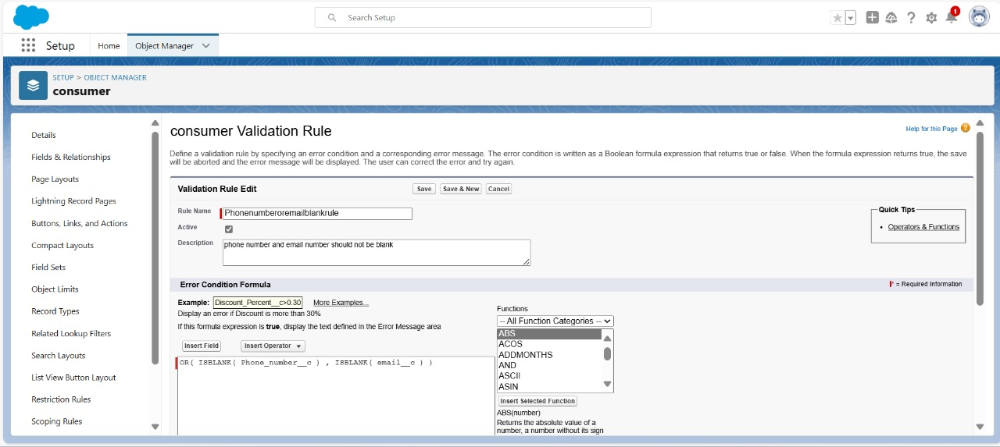 Search Setup
1
Setup
Home
Object Manager
SETUP > OBJECT MANAGER
consumer
Details
Fields & Relationships
Page Layouts
Lightning Record Pages
Buttons, Links, and Actions
Compact Layouts
Field Sets
Object Limits
Record Types
Related Lookup Filters
Search Layouts
List View Button Layout
Restriction Rules
Scoping Rules
consumer Validation Rule
Help for this Page
Define a validation rule by specifying an error condition and a corresponding error message. The error condition is written as a Boolean formula expression that returns true or false. When the formula expression returns true, the save
will be aborted and the error message will be displayed. The user can correct the error and try again.
Validation Rule Edit
Save
Save & New
Cancel
Rule Name
Phonenumberoremailblankrule
Active
Description
phone number and email number should not be blank
Quick Tips
• Operators & Functions
Error Condition Formula
* = Required Information
Example: Discount_Percent__c>0.30 More Examples...
Display an error if Discount is more than 30%
If this formula expression is true, display the text defined in the Error Message area
Insert Field
Insert Operator
OR( ISBLANK( Phone_number__c ) , ISBLANK( email__c ) )
Functions
-- All Function Categories --
ABS
ACOS
ADDMONTHS
AND
ASCII
ASIN
Insert Selected Function
ABS(number)
Returns the absolute value of a
number, a number without its sign